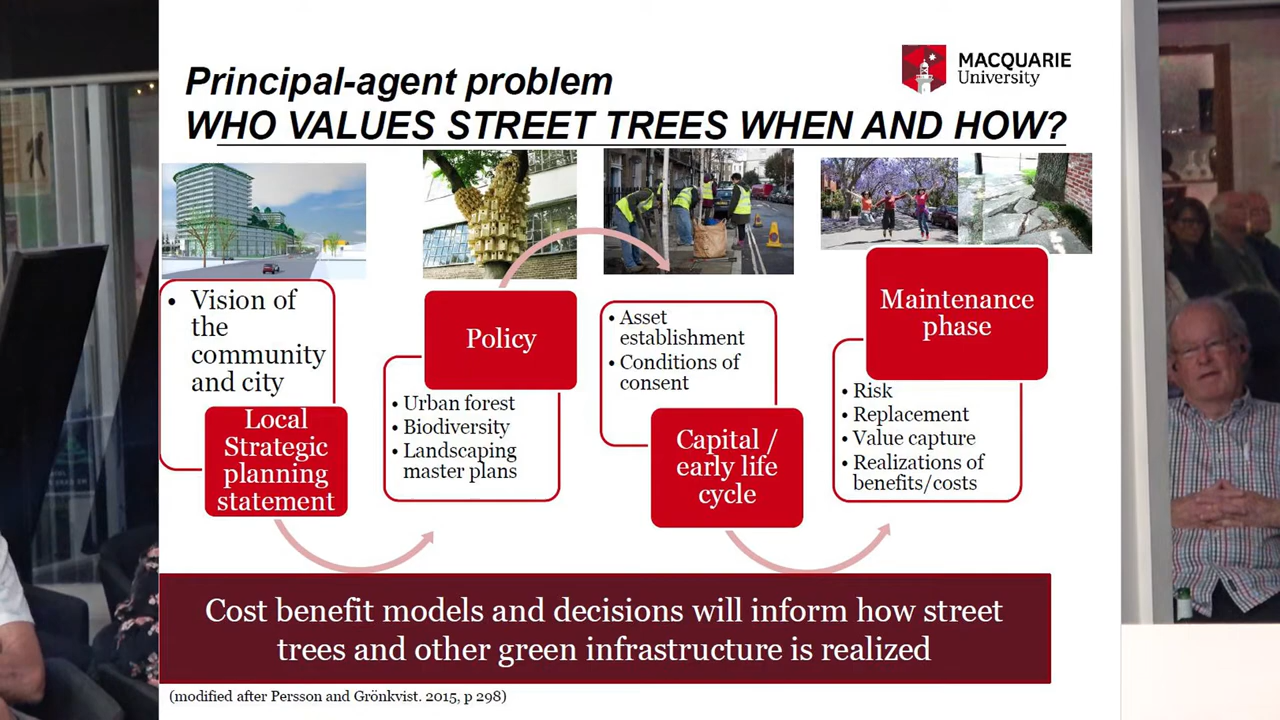 Principal-agent problem
WHO VALUES STREET TREES WHEN AND HOW?
MACQUARIE
University
• Vision of
the
community
and city
Local
Strategic
planning
statement
Policy
• Urban forest
• Biodiversity
• Landscaping
master plans
• Asset
establishment
• Conditions of
consent
Capital /
early life
cycle
Maintenance
phase
• Risk
• Replacement
• Value capture
• Realizations of
benefits/costs
Cost benefit models and decisions will inform how street
trees and other green infrastructure is realized
(modified after Persson and Grönkvist. 2015, p 298)